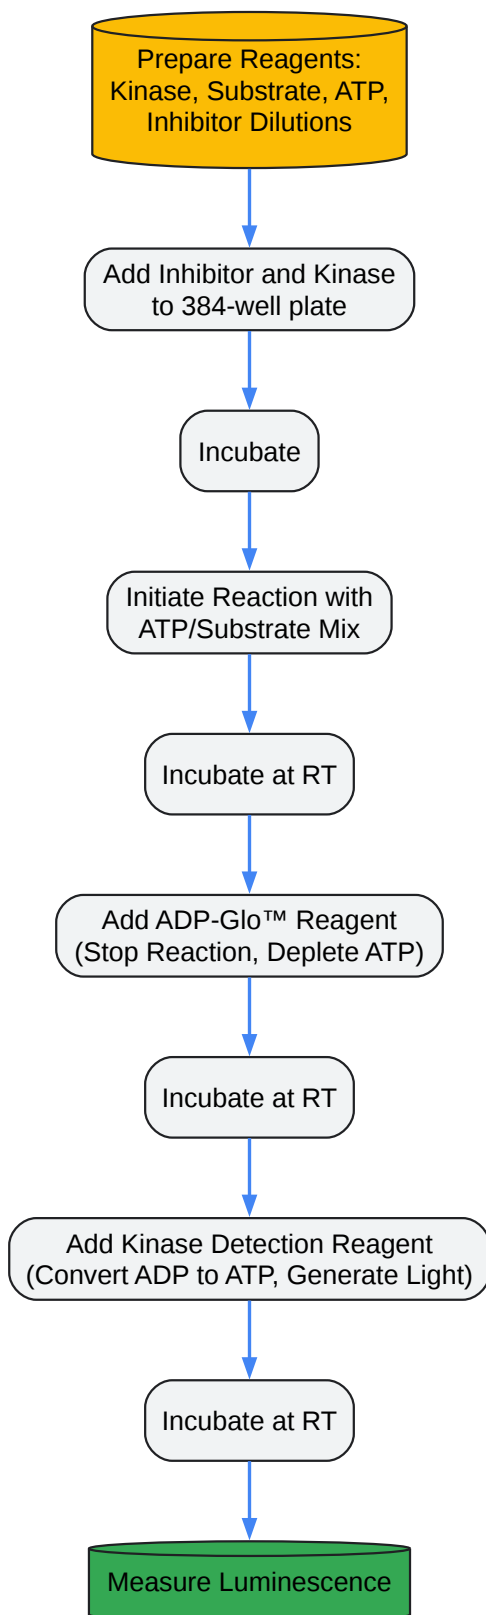 Prepare Reagents:
Kinase, Substrate, ATP,
Inhibitor Dilutions
Add Inhibitor and Kinase
to 384-well plate
Incubate
Initiate Reaction with
ATP/Substrate Mix
Incubate at RT
Add ADP-Glo™ Reagent
(Stop Reaction, Deplete ATP)
Incubate at RT
Add Kinase Detection Reagent
(Convert ADP to ATP, Generate Light)
Incubate at RT
Measure Luminescence